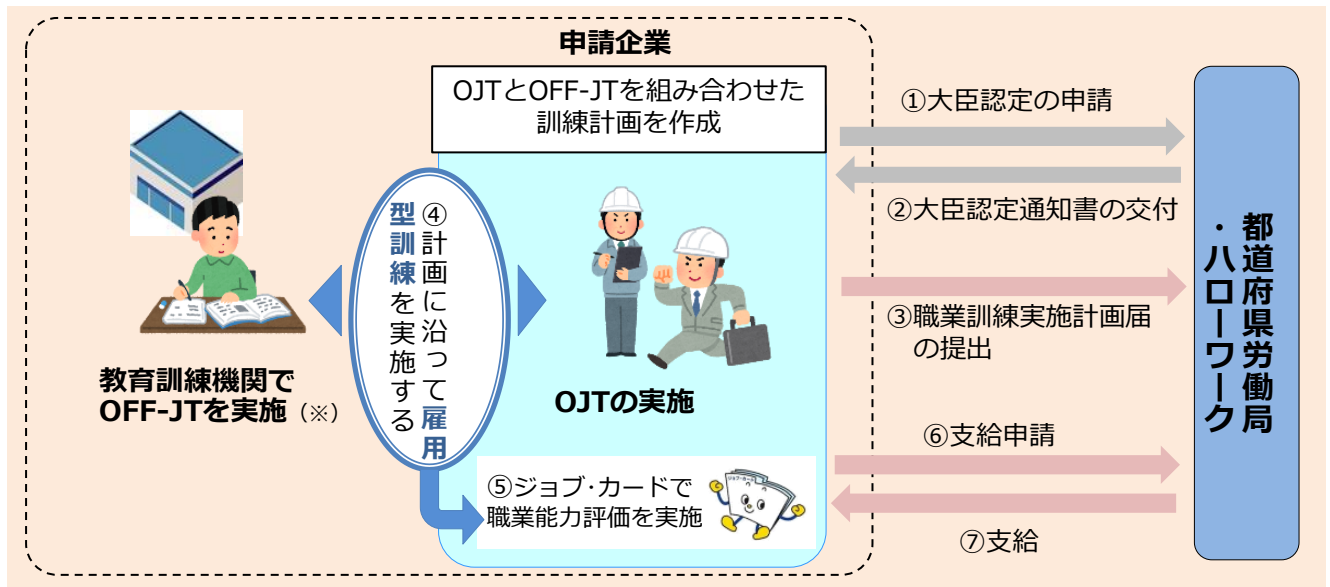 申請企業
OJTとOFF-JTを組み合わせた
訓練計画を作成
①大臣認定の申請
②大臣認定通知書の交付
③職業訓練実施計画届
の提出
④計画に沿って雇用
型訓練を実施する
教育訓練機関で
OFF-JTを実施（※）
OJTの実施
⑤ジョブ・カードで
職業能力評価を実施
ジョブ・カード
⑥支給申請
⑦支給
都道府県労働局
・ハローワーク